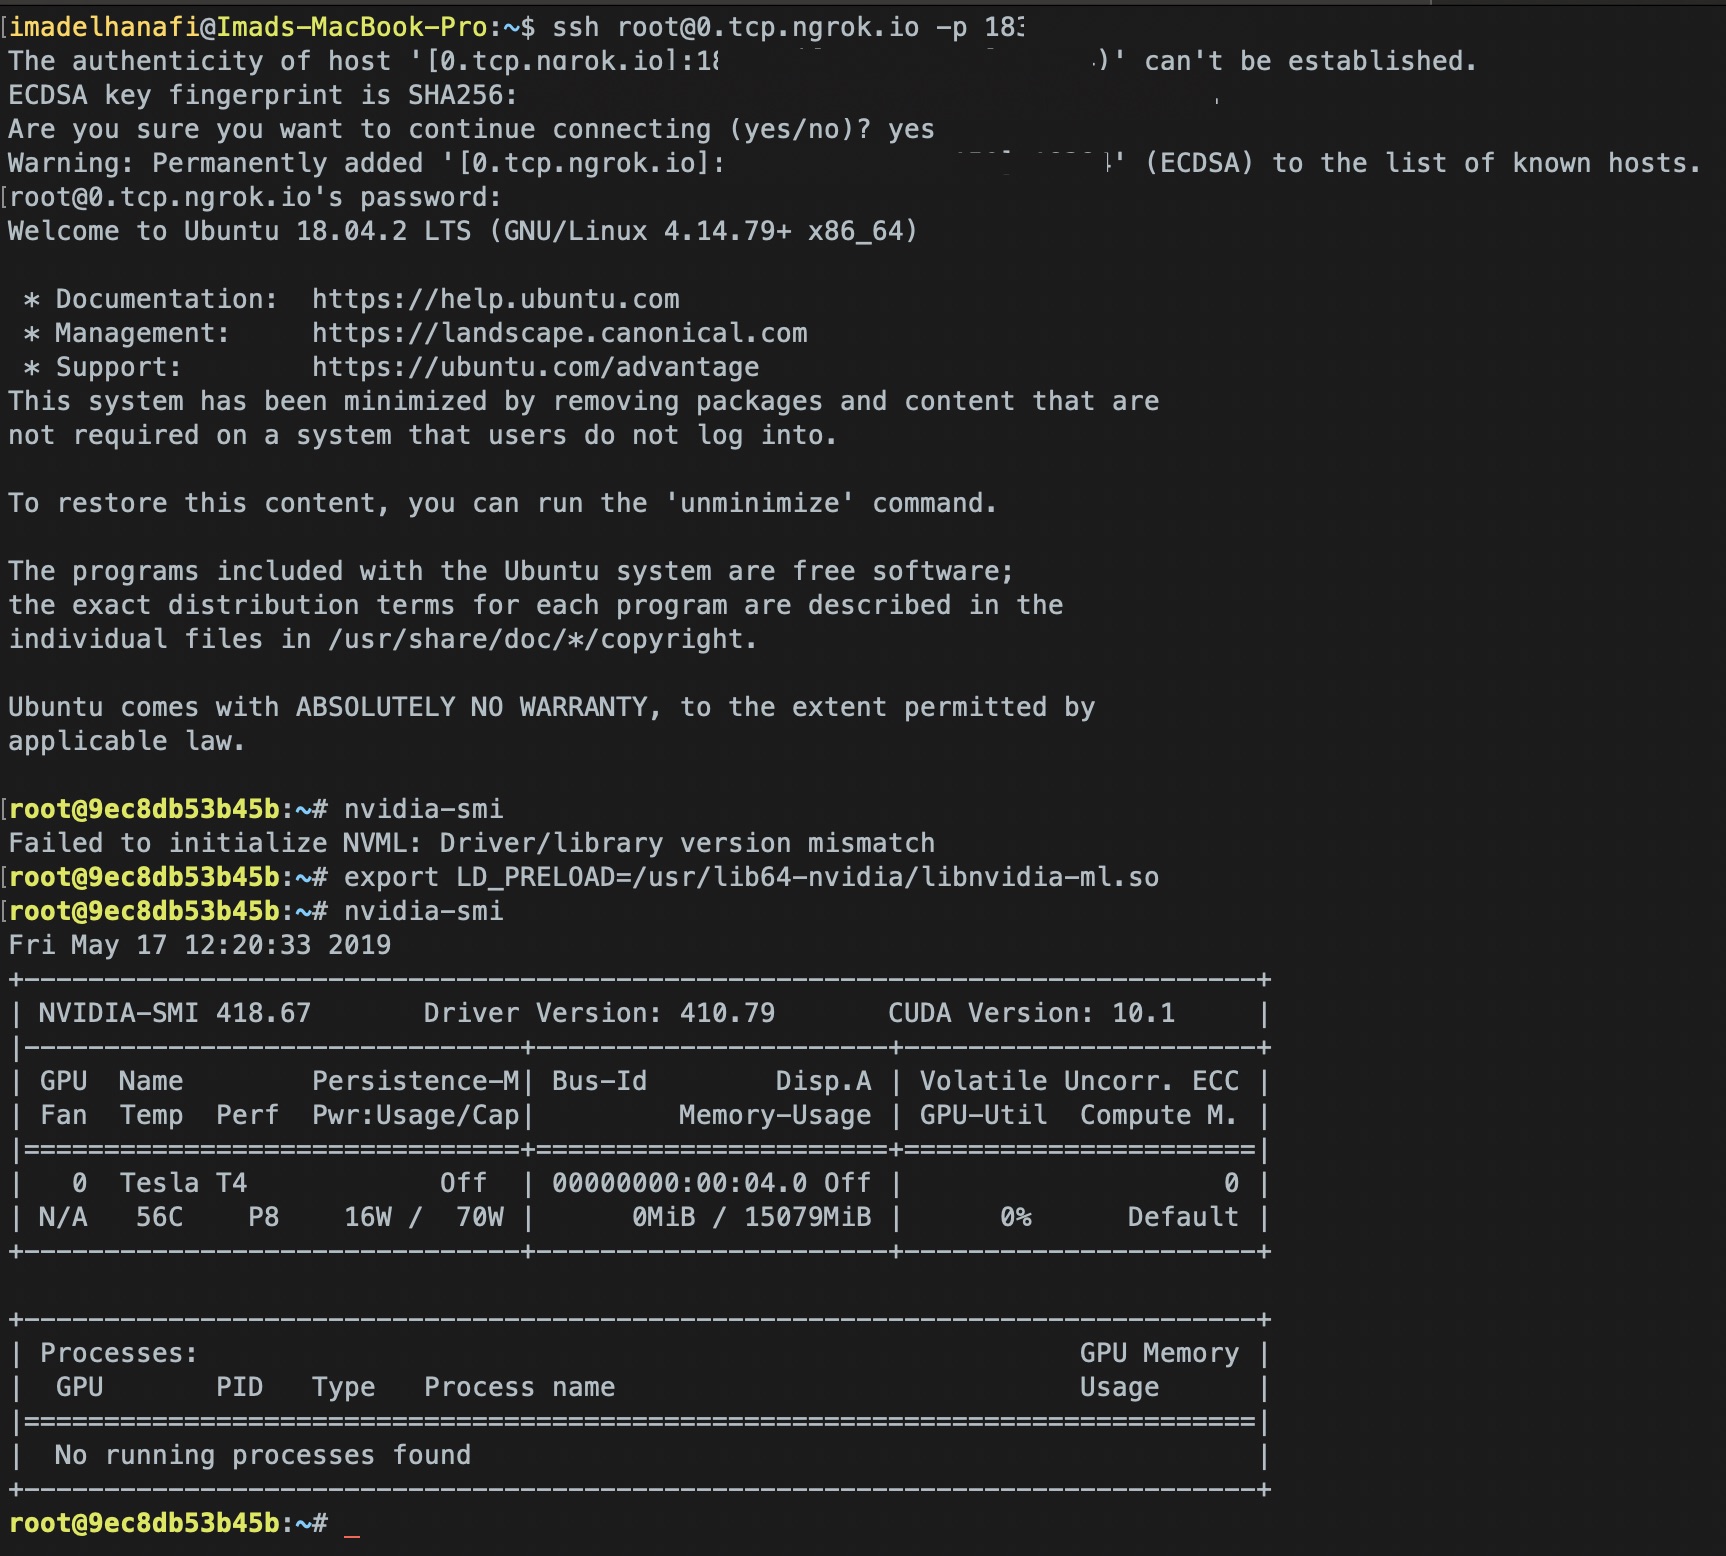 imadelhanafi@Imads-MacBook-Pro:~$ ssh root@0.tcp.ngrok.io -p 183
The authenticity of host '[0.tcp.ngrok.io]:18 )' can't be established.
ECDSA key fingerprint is SHA256:
Are you sure you want to continue connecting (yes/no)? yes
Warning: Permanently added '[0.tcp.ngrok.io]: ' (ECDSA) to the list of known hosts.
root@0.tcp.ngrok.io's password:
Welcome to Ubuntu 18.04.2 LTS (GNU/Linux 4.14.79+ x86_64)

 * Documentation:  https://help.ubuntu.com
 * Management:     https://landscape.canonical.com
 * Support:        https://ubuntu.com/advantage
This system has been minimized by removing packages and content that are
not required on a system that users do not log into.

To restore this content, you can run the 'unminimize' command.

The programs included with the Ubuntu system are free software;
the exact distribution terms for each program are described in the
individual files in /usr/share/doc/*/copyright.

Ubuntu comes with ABSOLUTELY NO WARRANTY, to the extent permitted by
applicable law.

root@9ec8db53b45b:~# nvidia-smi
Failed to initialize NVML: Driver/library version mismatch
root@9ec8db53b45b:~# export LD_PRELOAD=/usr/lib64-nvidia/libnvidia-ml.so
root@9ec8db53b45b:~# nvidia-smi
Fri May 17 12:20:33 2019
+-----------------------------------------------------------------------------+
| NVIDIA-SMI 418.67       Driver Version: 410.79       CUDA Version: 10.1     |
|-------------------------------+----------------------+----------------------+
| GPU  Name        Persistence-M| Bus-Id        Disp.A | Volatile Uncorr. ECC |
| Fan  Temp  Perf  Pwr:Usage/Cap|         Memory-Usage | GPU-Util  Compute M. |
|===============================+======================+======================|
|   0  Tesla T4            Off  | 00000000:00:04.0 Off |                    0 |
| N/A   56C    P8    16W /  70W |      0MiB / 15079MiB |      0%      Default |
+-------------------------------+----------------------+----------------------+

+-----------------------------------------------------------------------------+
| Processes:                                                       GPU Memory |
|  GPU       PID   Type   Process name                             Usage      |
|=============================================================================|
|  No running processes found                                                 |
+-----------------------------------------------------------------------------+
root@9ec8db53b45b:~# _